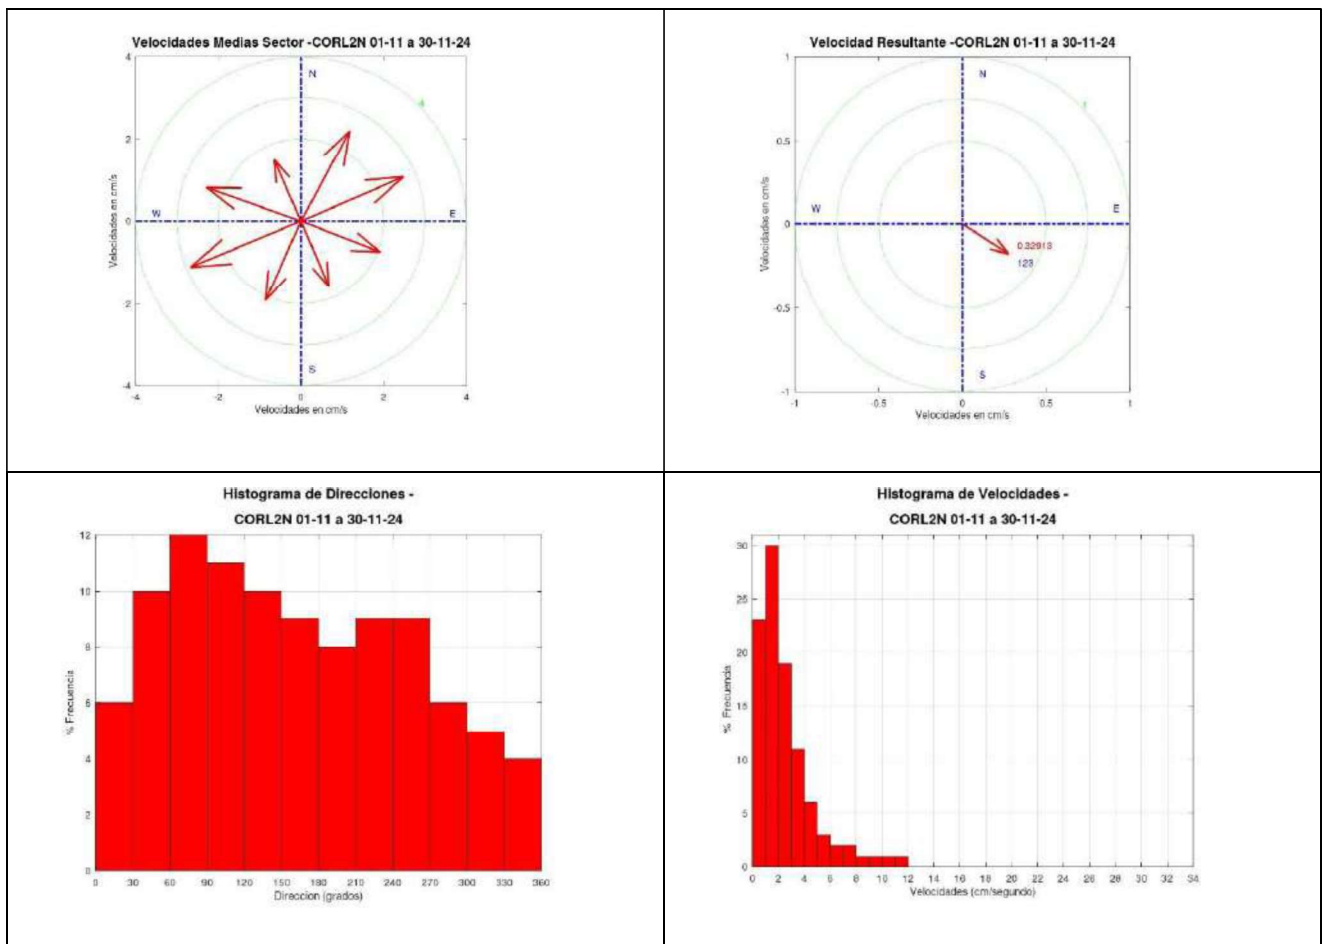 Velocidades Medias Sector -CORL2N 01-11 a 30-11-24
4
N
4
2
Velocidades en cm/s
W
0
E
2
S
-4
-4 -2 0 2 4
Velocidades en cm/s
Velocidad Resultante -CORL2N 01-11 a 30-11-24
1
N
1
0.5
Velocidades en cm/s
W
0
E
0.32913
123
-0.5
S
-1
-1 -0.5 0 0.5 1
Velocidades en cm/s
Histograma de Direcciones -
CORL2N 01-11 a 30-11-24
12
10
8
6
4
2
0
% Frecuencia
0 30 60 90 120 150 180 210 240 270 300 330 360
Direccion (grados)
Histograma de Velocidades -
CORL2N 01-11 a 30-11-24
30
25
20
15
10
5
0
% Frecuencia
0 2 4 6 8 10 12 14 16 18 20 22 24 26 28 30 32 34
Velocidades (cm/segundo)